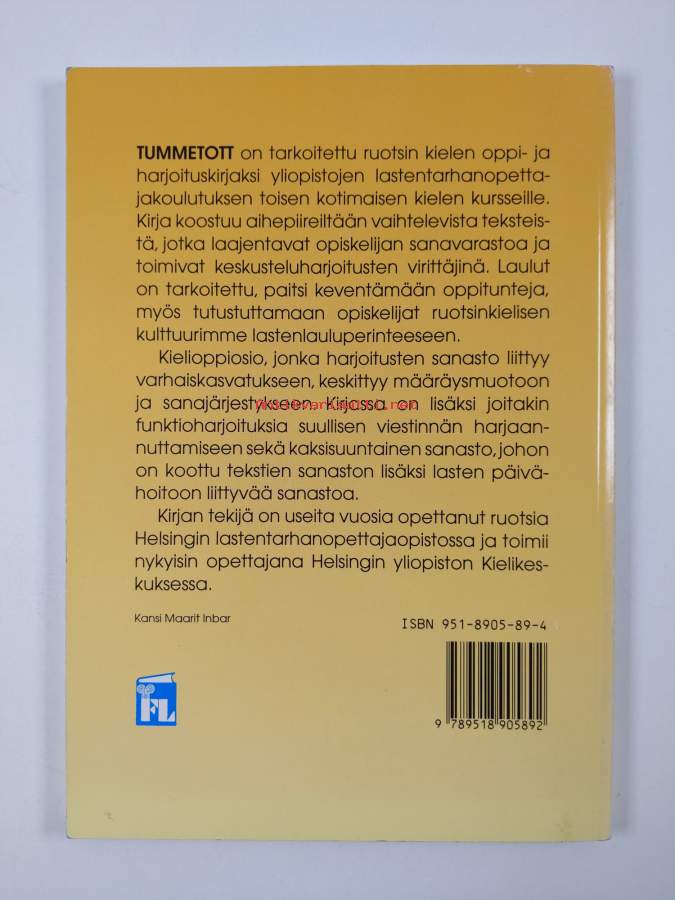 TUMMETOTT on tarkoitettu ruotsin kielen oppi- ja
harjoituskirjaksi yliopistojen lastentarhanopetta-
jakoulutuksen toisen kotimaisen kielen kursseille.
Kirja koostuu aihepiireiltään vaihtelevista teksteis-
tä, jotka laajentavat opiskelijan sanavarastoa ja
toimivat keskusteluharjoitusten virittäjinä. Laulut
on tarkoitettu, paitsi keventämään oppitunteja,
myös tutustuttamaan opiskelijat ruotsinkielisen
kulttuurimme lastenlauluperinteeseen.
Kielioppiosio, jonka harjoitusten sanasto liittyy
varhaiskasvatukseen, keskittyy määräysmuotoon
ja sanajärjestykseen. Kirjassa on lisäksi joitakin
funktioharjoituksia suullisen viestinnän harjaan-
nuttamiseen sekä kaksisuuntainen sanasto, johon
on koottu tekstien sanaston lisäksi lasten päivä-
hoitoon liittyvää sanastoa.
Kirjan tekijä on useita vuosia opettanut ruotsia
Helsingin lastentarhanopettajaopistossa ja toimii
nykyisin opettajana Helsingin yliopiston Kielikes-
kuksessa.
Kansi Maarit Inbar
ISBN 951-8905-89-4
FL
9 789518 905892